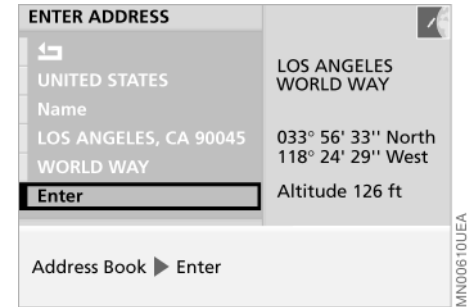 ENTER ADDRESS
UNITED STATES
Name
LOS ANGELES, CA 90045
WORLD WAY
Enter
LOS ANGELES
WORLD WAY
033° 56' 33'' North
118° 24' 29'' West
Altitude 126 ft
Address Book ▶ Enter
MN00610UEA